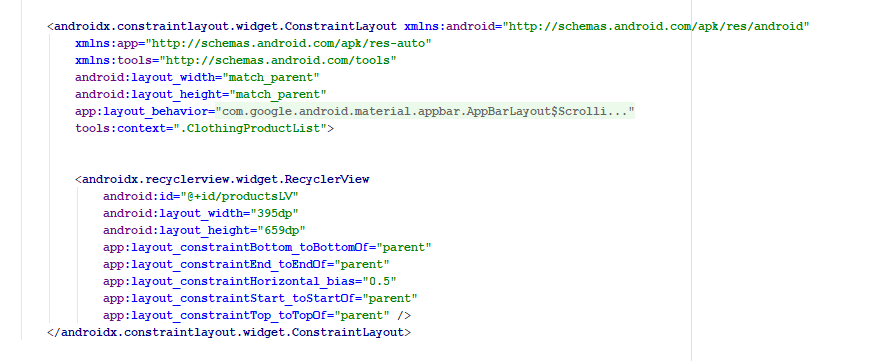 <androidx.constraintlayout.widget.ConstraintLayout xmlns:android="http://schemas.android.com/apk/res/android"
xmlns:app="http://schemas.android.com/apk/res-auto"
xmlns:tools="http://schemas.android.com/tools"
android:layout_width="match_parent"
android:layout_height="match_parent"
app:layout_behavior="com.google.android.material.appbar.AppBarLayout$Scrolli..."
tools:context=".ClothingProductList">
<androidx.recyclerview.widget.RecyclerView
android:id="@+id/productsLV"
android:layout_width="395dp"
android:layout_height="659dp"
app:layout_constraintBottom_toBottomOf="parent"
app:layout_constraintEnd_toEndOf="parent"
app:layout_constraintHorizontal_bias="0.5"
app:layout_constraintStart_toStartOf="parent"
app:layout_constraintTop_toTopOf="parent" />
</androidx.constraintlayout.widget.ConstraintLayout>